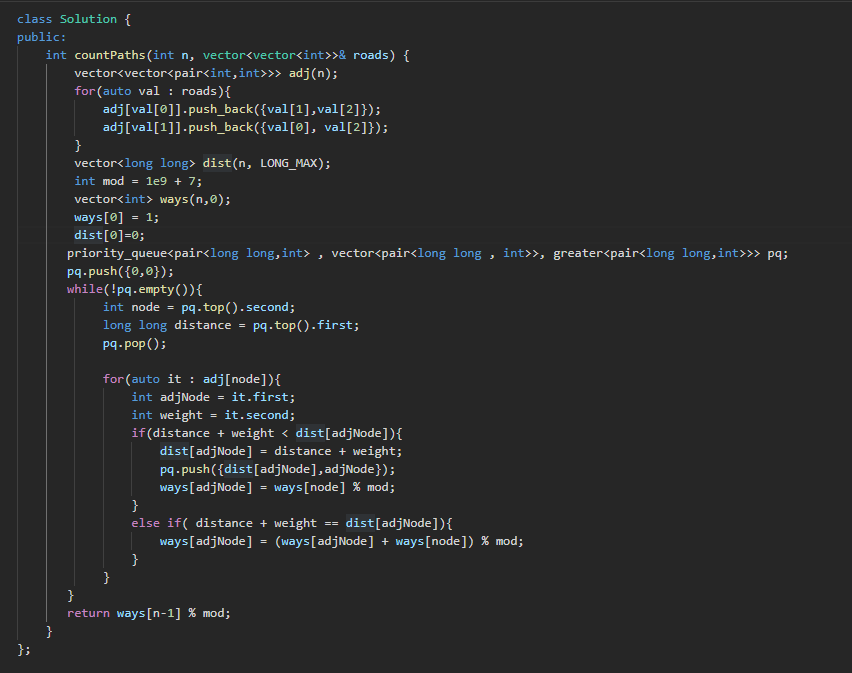 class Solution {
public:
    int countPaths(int n, vector<vector<int>>& roads) {
        vector<vector<pair<int,int>>> adj(n);
        for(auto val : roads){
            adj[val[0]].push_back({val[1],val[2]});
            adj[val[1]].push_back({val[0], val[2]});
        }
        vector<long long> dist(n, LONG_MAX);
        int mod = 1e9 + 7;
        vector<int> ways(n,0);
        ways[0] = 1;
        dist[0]=0;
       priority_queue<pair<long long,int> , vector<pair<long long , int>>, greater<pair<long long,int>>> pq;
       pq.push({0,0});
       while(!pq.empty()){
            int node = pq.top().second;
            long long distance = pq.top().first;
            pq.pop();

            for(auto it : adj[node]){
                int adjNode = it.first;
                int weight = it.second;
                if(distance + weight < dist[adjNode]){
                    dist[adjNode] = distance + weight;
                    pq.push({dist[adjNode],adjNode});
                    ways[adjNode] = ways[node] % mod;
                }
                else if( distance + weight == dist[adjNode]){
                    ways[adjNode] = (ways[adjNode] + ways[node]) % mod;
                }
            }
       }
       return ways[n-1] % mod;
    }
};